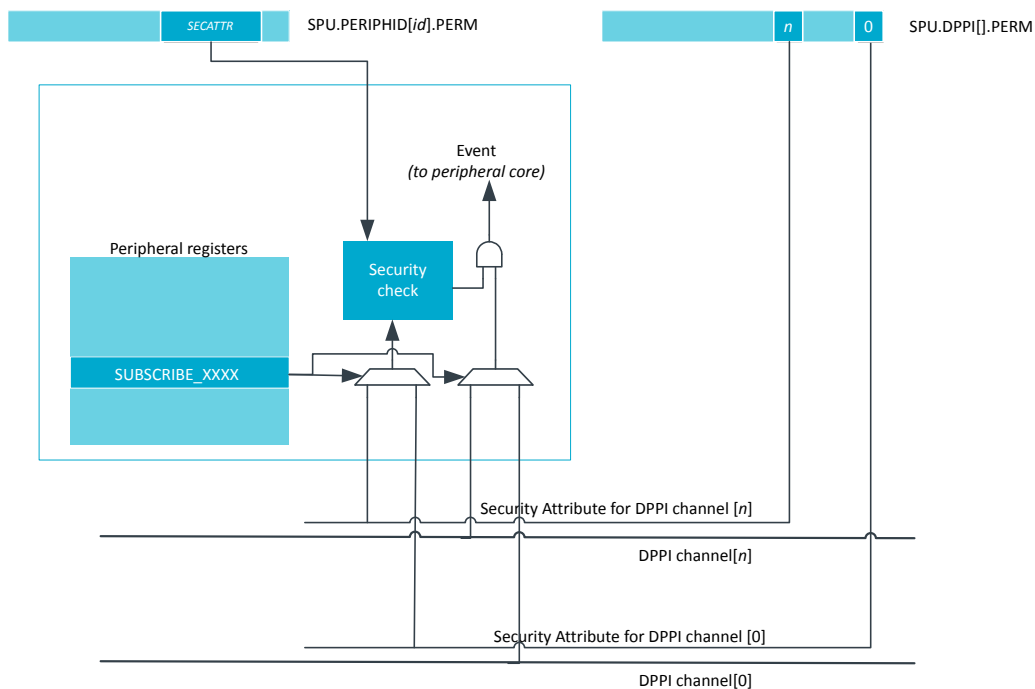 SECATTR
SPU.PERIPHID[id].PERM
n
0
SPU.DPPI[].PERM
Event
(to peripheral core)
Peripheral registers
Security
check
SUBSCRIBE_XXXX
Security Attribute for DPPI channel [n]
DPPI channel[n]
Security Attribute for DPPI channel [0]
DPPI channel[0]